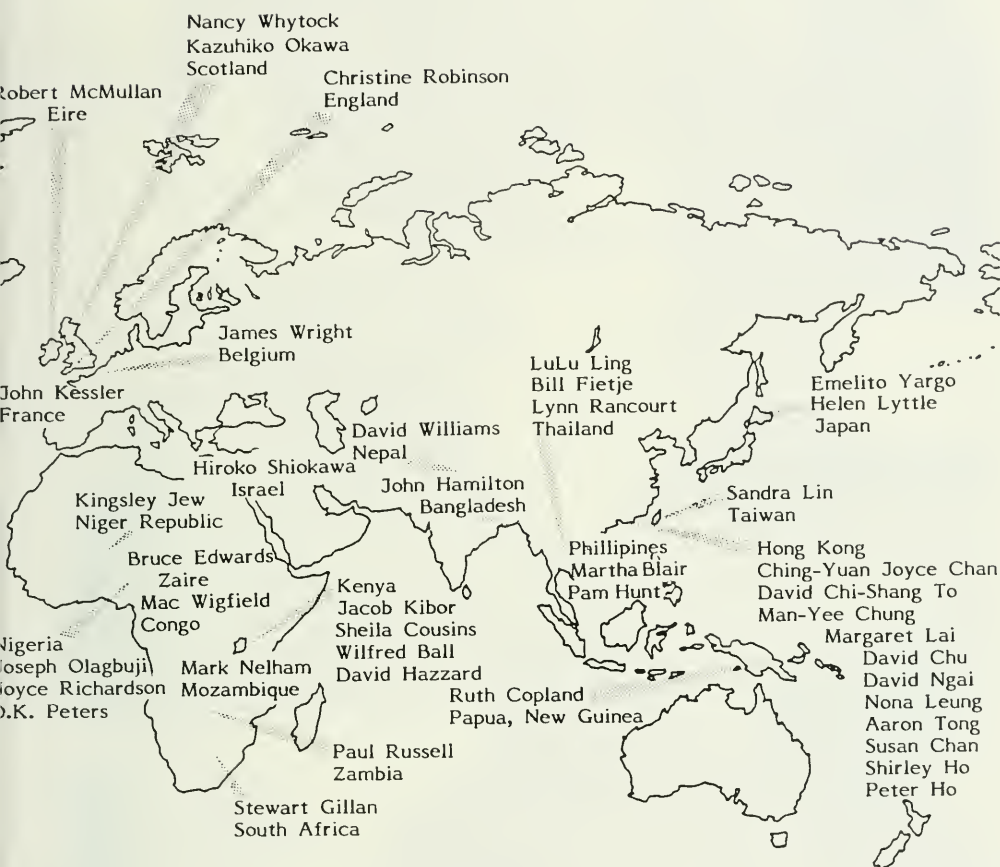 Nancy Whytock
Kazuhiko Okawa
Scotland
Christine Robinson
England
Robert McMullan
Eire
James Wright
Belgium
John Kessler
France
LuLu Ling
Bill Fietje
Lynn Rancourt
Thailand
Emelito Yargo
Helen Lyttle
Japan
David Williams
Nepal
Hiroko Shiokawa
Israel
John Hamilton
Bangladesh
Kingsley Jew
Niger Republic
Sandra Lin
Taiwan
Bruce Edwards
Zaire
Mac Wigfield
Congo
Phillipines
Martha Blair
Pam Hunt
Hong Kong
Ching-Yuan Joyce Chan
David Chi-Shang To
Man-Yee Chung
Margaret Lai
David Chu
David Ngai
Nona Leung
Aaron Tong
Susan Chan
Shirley Ho
Peter Ho
Kenya
Jacob Kibor
Sheila Cousins
Wilfred Ball
David Hazzard
Nigeria
Joseph Olagbuji
Joyce Richardson
D.K. Peters
Mark Nelham
Mozambique
Ruth Copland
Papua, New Guinea
Paul Russell
Zambia
Stewart Gillan
South Africa